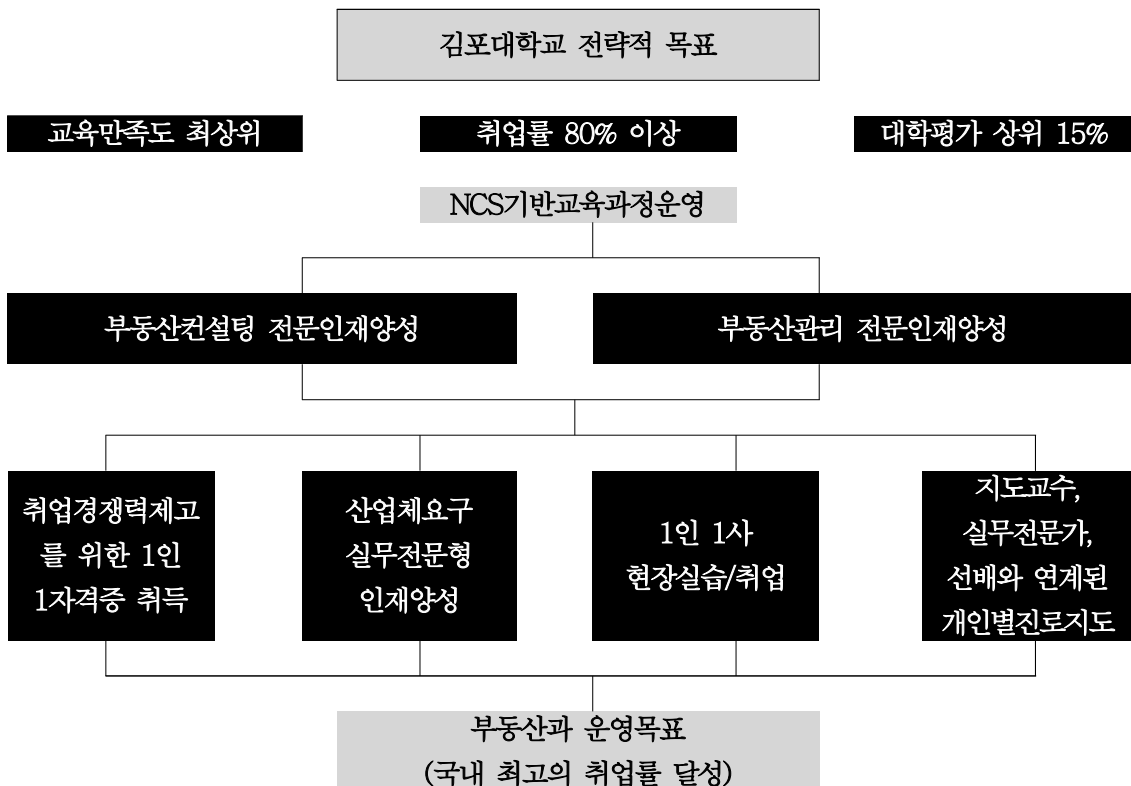 김포대학교 전략적 목표
교육만족도 최상위
취업률 80% 이상
대학평가 상위 15%
NCS기반교육과정운영
부동산컨설팅 전문인재양성
부동산관리 전문인재양성
취업경쟁력제고
를 위한 1인
1자격증 취득
산업체요구
실무전문형
인재양성
1인 1사
현장실습/취업
지도교수,
실무전문가,
선배와 연계된
개인별진로지도
부동산과 운영목표
(국내 최고의 취업률 달성)